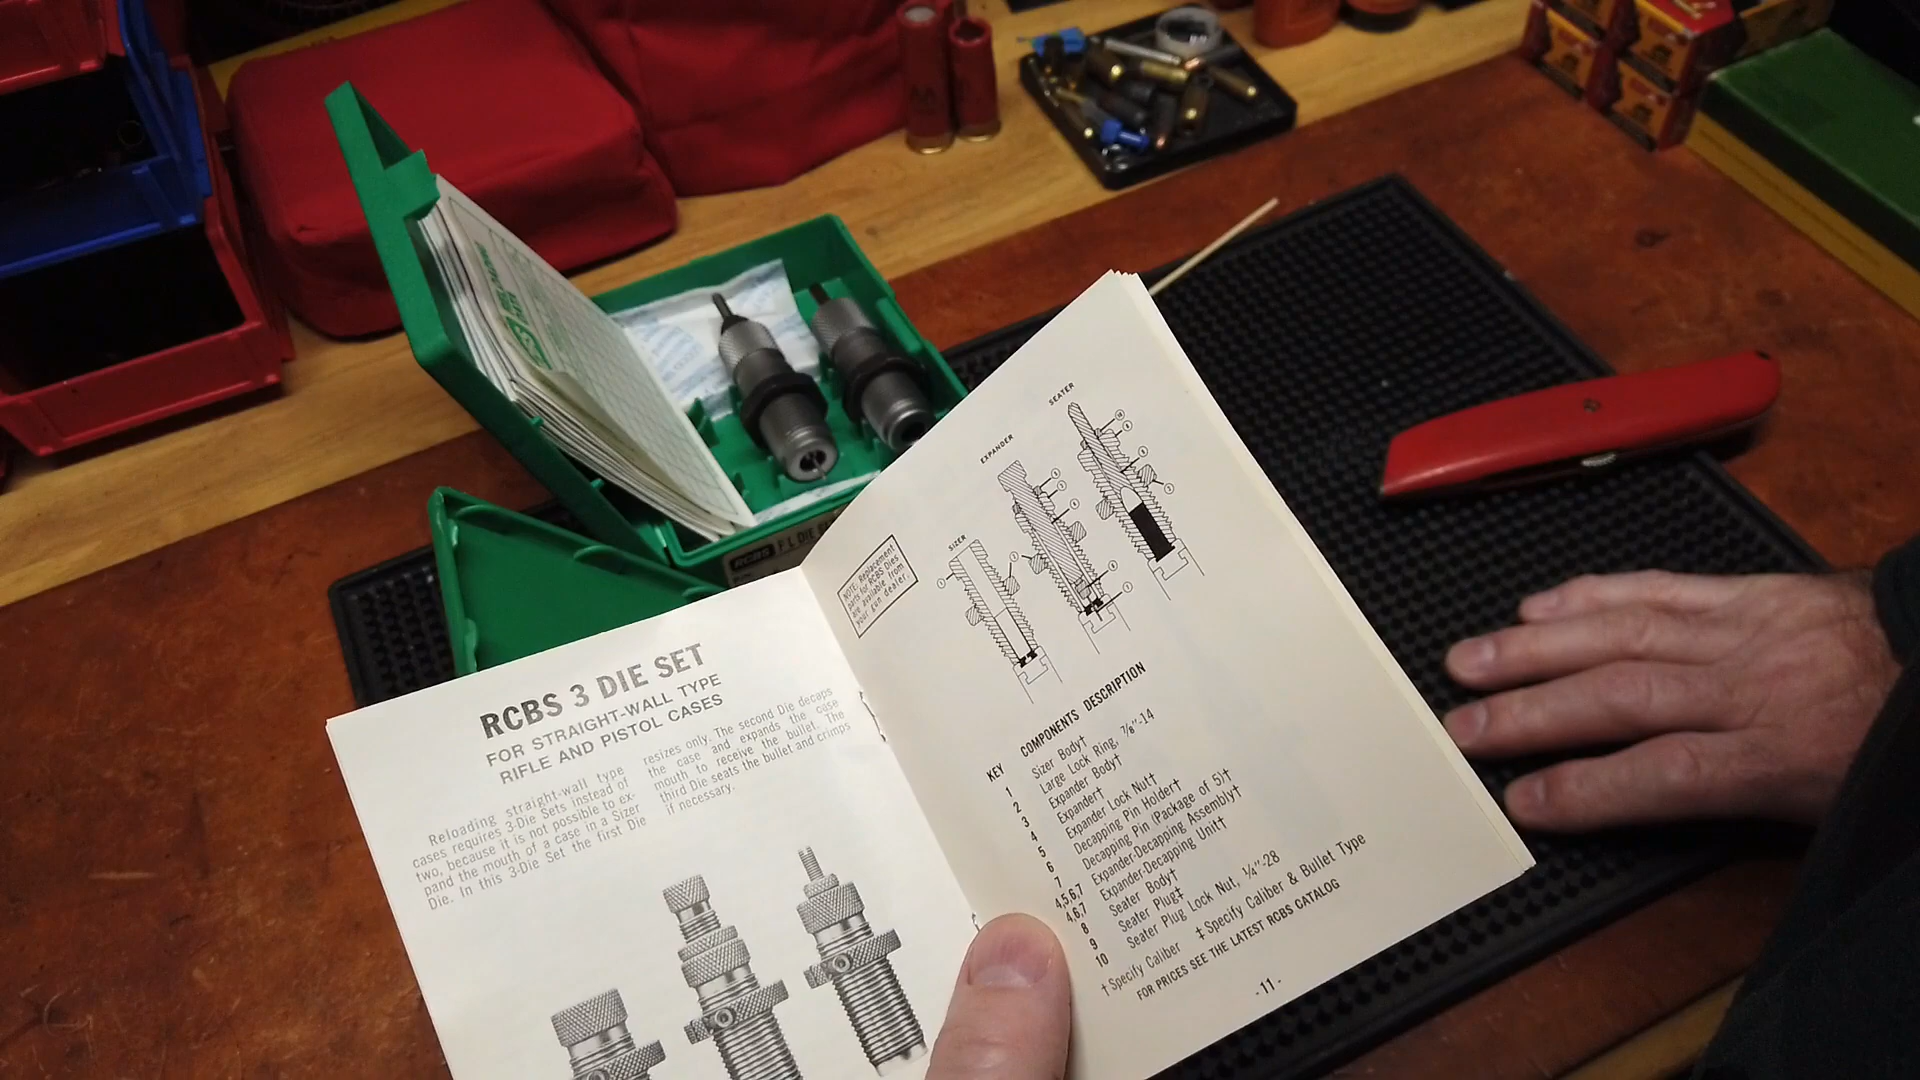 RCBS 3 DIE SET
FOR STRAIGHT-WALL TYPE
RIFLE AND PISTOL CASES
Reloading straight-wall type
cases requires 3-Die Sets instead of
two, because it is not possible to ex-
pand the mouth of a case in a Sizer
Die. In this 3-Die Set the first Die
resizes only. The second Die decaps
the case and expands the case
mouth to receive the bullet. The
third Die seats the bullet and crimps
if necessary.
NOTE: Replacement
parts for RCBS Dies
are available from
your gun dealer.
SIZER
EXPANDER
SEATER
KEY COMPONENTS DESCRIPTION
1 Sizer Body†
2 Large Lock Ring, 7/8"-14
3 Expander Body†
4 Expander†
5 Expander Lock Nut†
6 Decapping Pin Holder†
7 Decapping Pin (Package of 5)†
4,5,6,7 Expander-Decapping Assembly†
4,6,7 Expander-Decapping Unit†
8 Seater Body†
9 Seater Plug‡
10 Seater Plug Lock Nut, 1/4"-28
† Specify Caliber ‡ Specify Caliber & Bullet Type
FOR PRICES SEE THE LATEST RCBS CATALOG
-11-
RCBS F L DIE